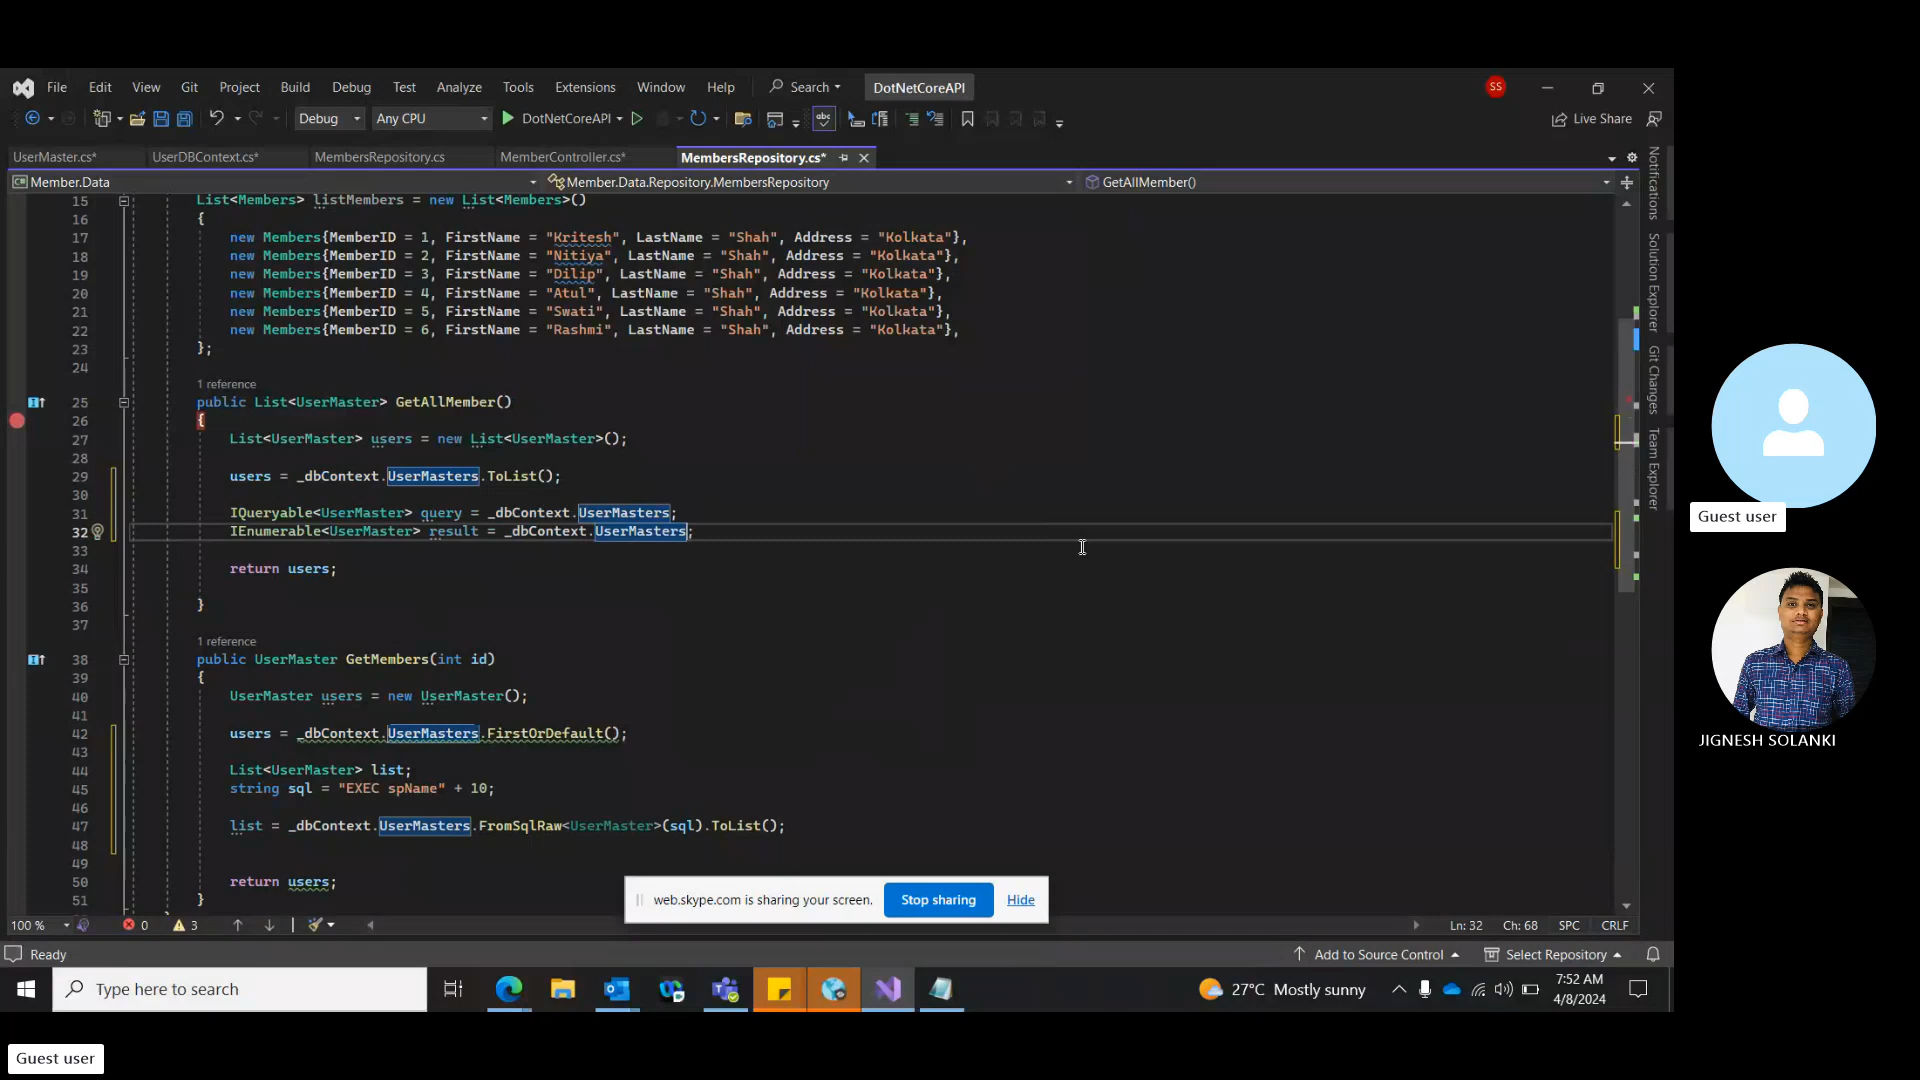 File Edit View Git Project Build Debug Test Analyze Tools Extensions Window Help Search DotNetCoreAPI SS
Debug Any CPU DotNetCoreAPI abc Live Share
UserMaster.cs* UserDBContext.cs* MembersRepository.cs MemberController.cs* MembersRepository.cs*
C# Member.Data Member.Data.Repository.MembersRepository GetAllMember()
15 List<Members> listMembers = new List<Members>()
16 {
17 new Members{MemberID = 1, FirstName = "Kritesh", LastName = "Shah", Address = "Kolkata"},
18 new Members{MemberID = 2, FirstName = "Nitiya", LastName = "Shah", Address = "Kolkata"},
19 new Members{MemberID = 3, FirstName = "Dilip", LastName = "Shah", Address = "Kolkata"},
20 new Members{MemberID = 4, FirstName = "Atul", LastName = "Shah", Address = "Kolkata"},
21 new Members{MemberID = 5, FirstName = "Swati", LastName = "Shah", Address = "Kolkata"},
22 new Members{MemberID = 6, FirstName = "Rashmi", LastName = "Shah", Address = "Kolkata"},
23 };
24
1 reference
25 public List<UserMaster> GetAllMember()
26 {
27 List<UserMaster> users = new List<UserMaster>();
28
29 users = _dbContext.UserMasters.ToList();
30
31 IQueryable<UserMaster> query = _dbContext.UserMasters;
32 IEnumerable<UserMaster> result = _dbContext.UserMasters;
33
34 return users;
35
36 }
37
1 reference
38 public UserMaster GetMembers(int id)
39 {
40 UserMaster users = new UserMaster();
41
42 users = _dbContext.UserMasters.FirstOrDefault();
43
44 List<UserMaster> list;
45 string sql = "EXEC spName" + 10;
46
47 list = _dbContext.UserMasters.FromSqlRaw<UserMaster>(sql).ToList();
48
49
50 return users;
51 }
Notifications
Solution Explorer
Git Changes
Team Explorer
web.skype.com is sharing your screen. Stop sharing Hide
100 % 0 3 Ln: 32 Ch: 68 SPC CRLF
Ready Add to Source Control Select Repository
Type here to search 27°C Mostly sunny 7:52 AM
4/8/2024
Guest user
JIGNESH SOLANKI
Guest user